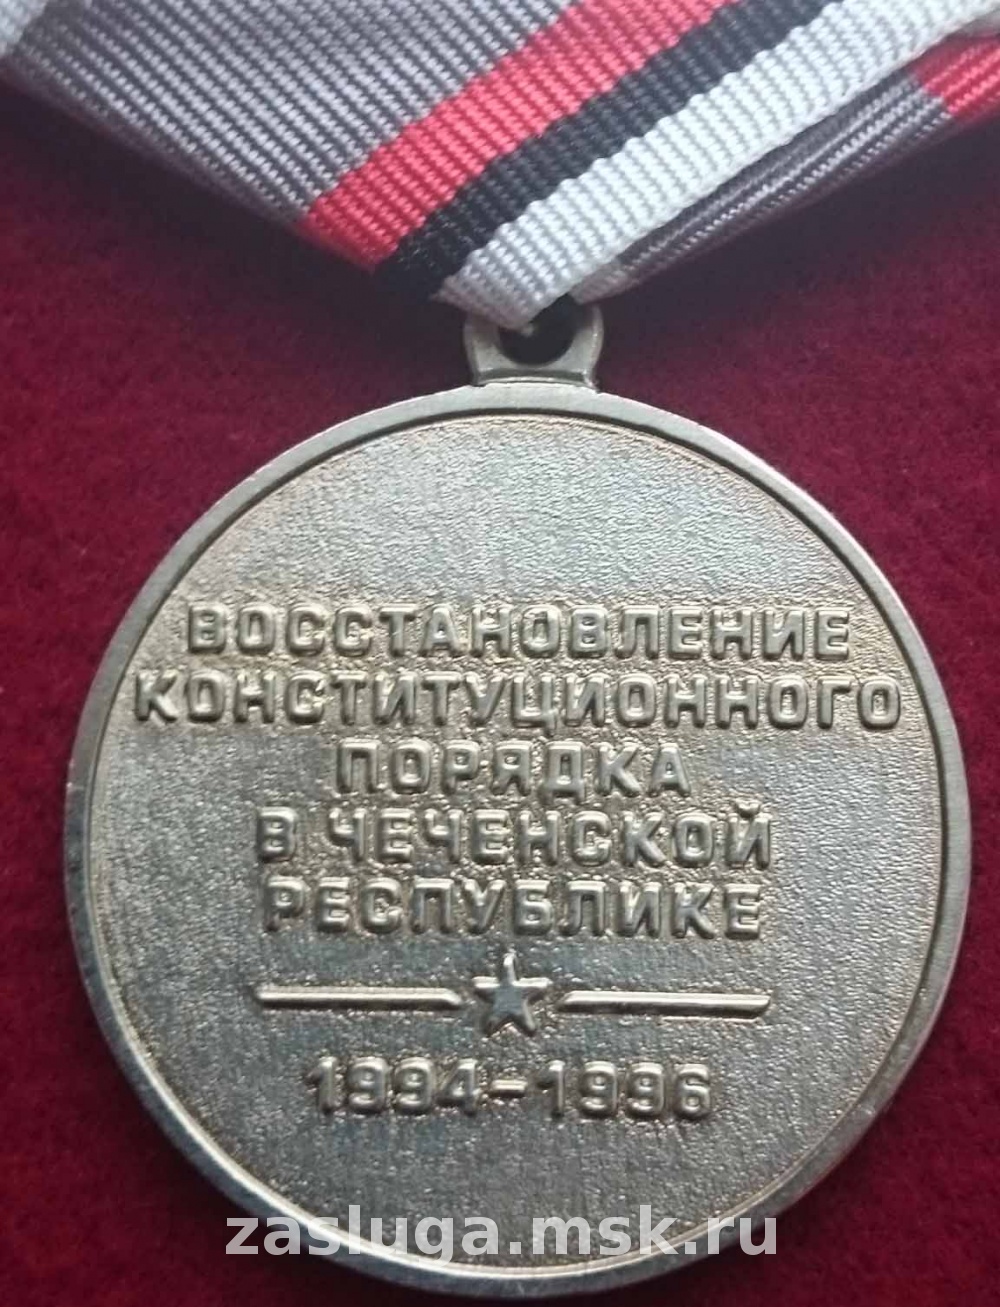 ВОССТАНОВЛЕНИЕ
КОНСТИТУЦИОННОГО
ПОРЯДКА
В ЧЕЧЕНСКОЙ
РЕСПУБЛИКЕ
1994-1996
zasluga.msk.ru